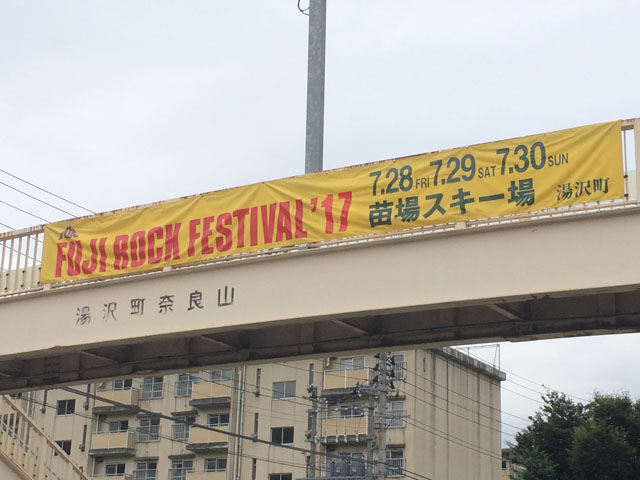 FUJI ROCK FESTIVAL '17
7.28 FRI 7.29 SAT 7.30 SUN
苗場スキー場
湯沢町
湯沢町奈良山